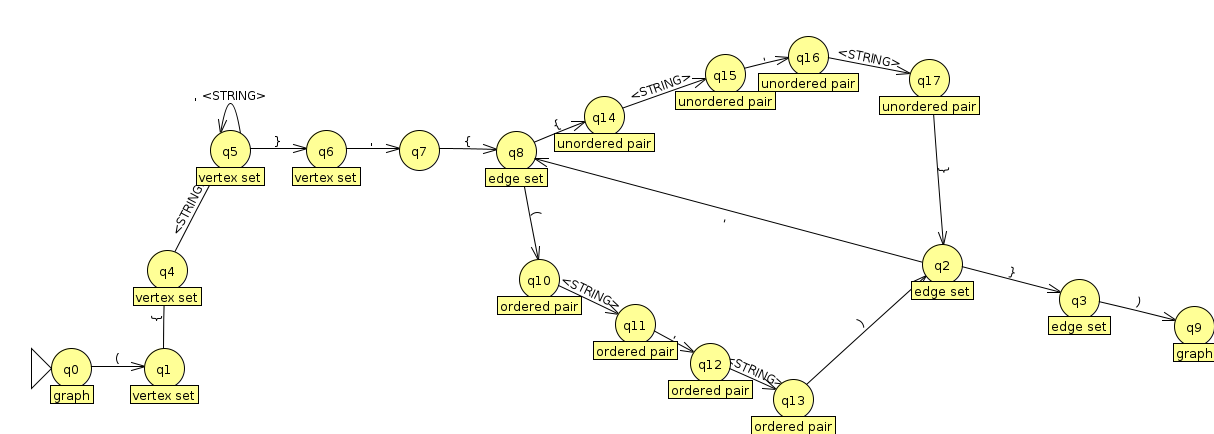 q16
<STRING>
,
q15
unordered pair
q17
<STRING>
unordered pair
unordered pair
, <STRING>
q14
{
unordered pair
q5
}
q6
,
q7
{
q8
vertex set
vertex set
edge set
}
<STRING>
(
,
q4
vertex set
q10
<STRING>
ordered pair
q2
edge set
}
q3
edge set
)
q9
graph
{
q11
ordered pair
,
)
q0
graph
(
q1
vertex set
q12
ordered pair
<STRING>
q13
ordered pair